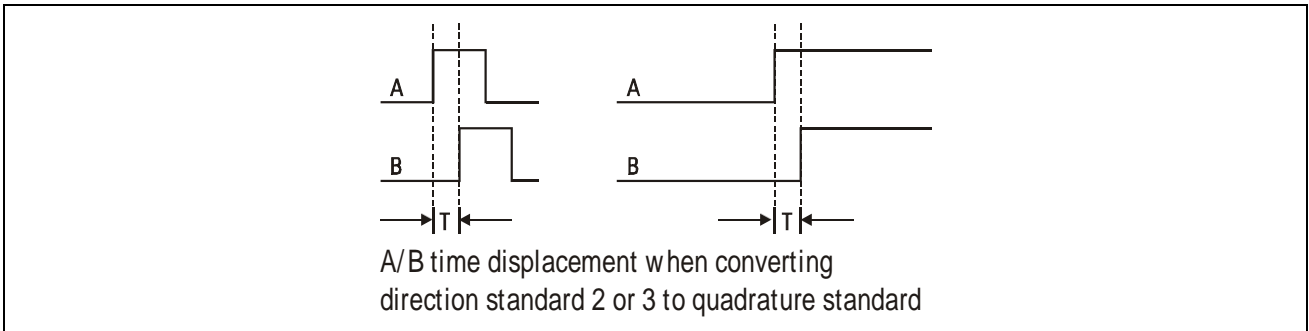 A A
B B
T T
A/B time displacement when converting
direction standard 2 or 3 to quadrature standard